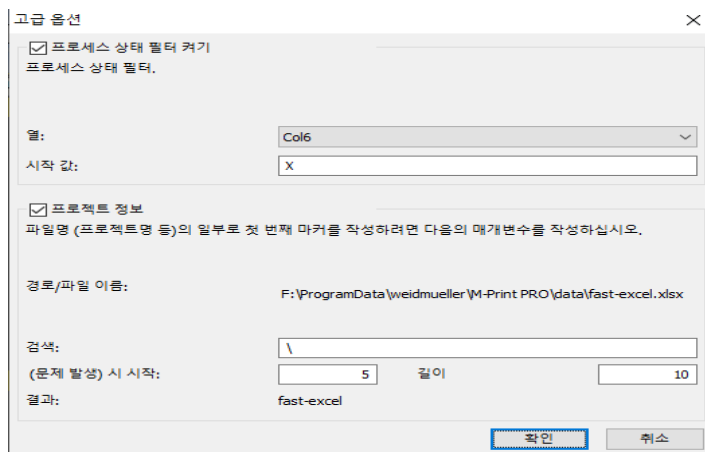 고급 옵션
프로세스 상태 필터 켜기
프로세스 상태 필터.
열:
Col6
시작 값:
X
프로젝트 정보
파일명 (프로젝트명 등)의 일부로 첫 번째 마커를 작성하려면 다음의 매개변수를 작성하십시오.
경로/파일 이름:
F:\ProgramData\weidmueller\M-Print PRO\data\fast-excel.xlsx
검색:
\
(문제 발생) 시 시작:
5
길이
10
결과:
fast-excel
확인
취소